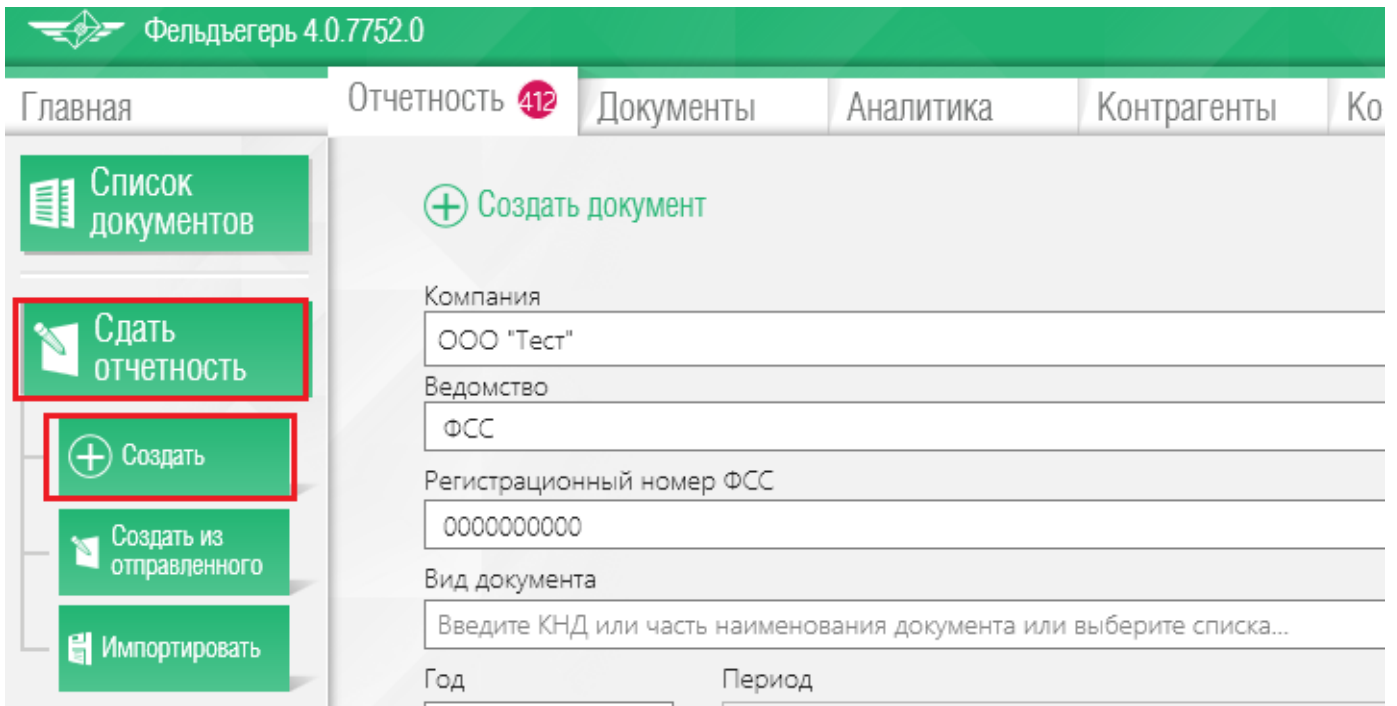 Фельдъегерь 4.0.7752.0
Главная
Отчетность 412
Документы
Аналитика
Контрагенты
Ко
Список
документов
Сдать
отчетность
Создать
Создать из
отправленного
Импортировать
Создать документ
Компания
ООО "Тест"
Ведомство
ФСС
Регистрационный номер ФСС
0000000000
Вид документа
Введите КНД или часть наименования документа или выберите списка...
Год
Период